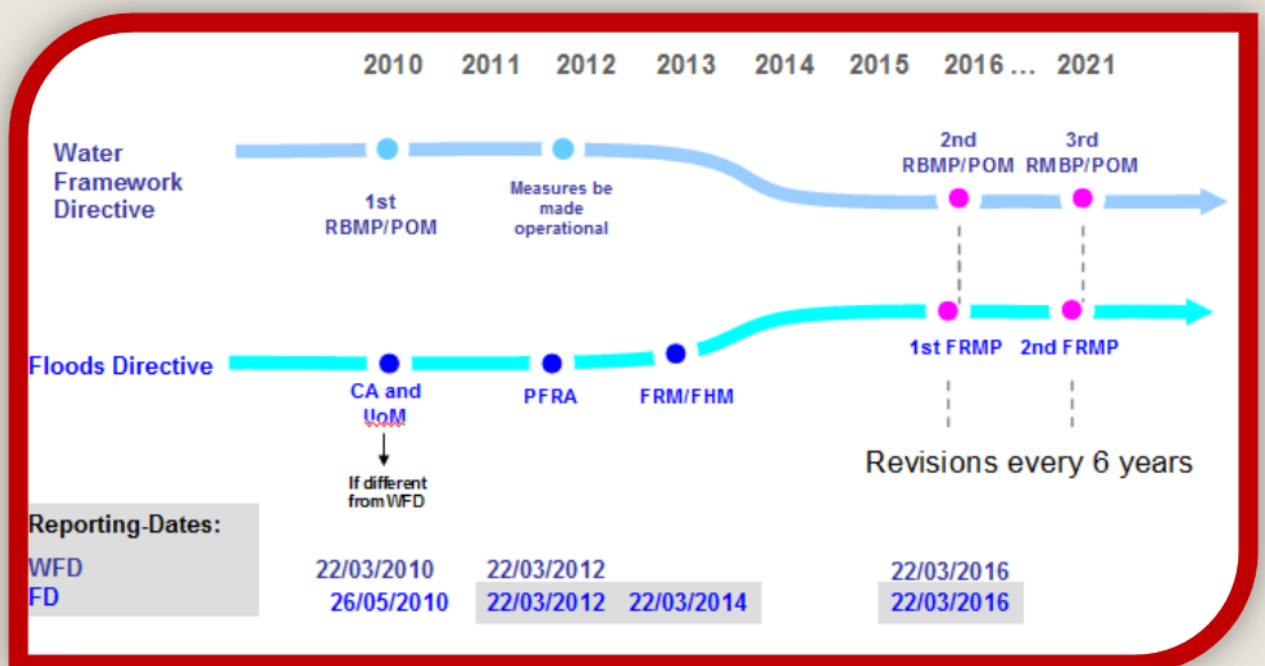 2010 2011 2012 2013 2014 2015 2016 ... 2021
Water
Framework
Directive
1st
RBMP/POM
Measures be
made
operational
2nd
RBMP/POM
3rd
RMBP/POM
Floods Directive
CA and
UoM
If different
from WFD
PFRA
FRM/FHM
1st FRMP
2nd FRMP
Revisions every 6 years
Reporting-Dates:
WFD 22/03/2010 22/03/2012 22/03/2016
FD 26/05/2010 22/03/2012 22/03/2014 22/03/2016